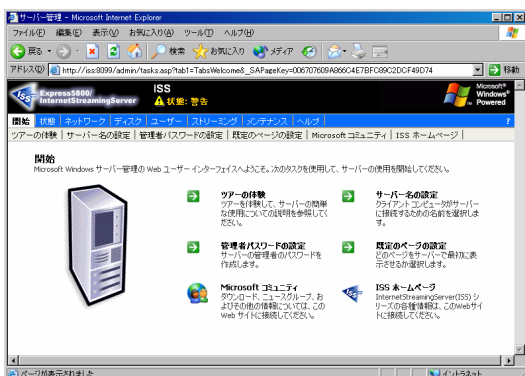 サーバー管理 - Microsoft Internet Explorer
ファイル(F) 編集(E) 表示(V) お気に入り(A) ツール(T) ヘルプ(H)
戻る 検索 お気に入り メディア
アドレス(D) http://iss:8099/admin/tasks.asp?tab1=TabsWelcome&_SAPageKey=006707609A866C4E7BFC89C2DCF49D74 移動
Express5800/
InternetStreamingServer
ISS
状態: 警告
Microsoft
Windows
Powered
開始 状態 ネットワーク ディスク ユーザー ストリーミング メンテナンス ヘルプ ?
ツアーの体験 サーバー名の設定 管理者パスワードの設定 既定のページの設定 Microsoft コミュニティ ISS ホームページ
開始
Microsoft Windows サーバー管理の Web ユーザー インターフェイスへようこそ。次のタスクを使用して、サーバーの使用を開始してください。
ツアーの体験
ツアーを体験して、サーバーの簡単
な使用についての説明を参照してく
ださい。
サーバー名の設定
クライアント コンピュータがサーバー
に接続するための名前を選択しま
す。
管理者パスワードの設定
サーバーの管理者のパスワードを
作成します。
既定のページの設定
どのページをサーバーで最初に表
示させるか選択します。
Microsoft コミュニティ
ダウンロード、ニュースグループ、お
よびその他の情報については、この
Web サイトに接続してください。
ISS ホームページ
InternetStreamingServer(ISS) シ
リーズの各種情報は、このWebサイ
トに接続してください。
ページが表示されました
イントラネット